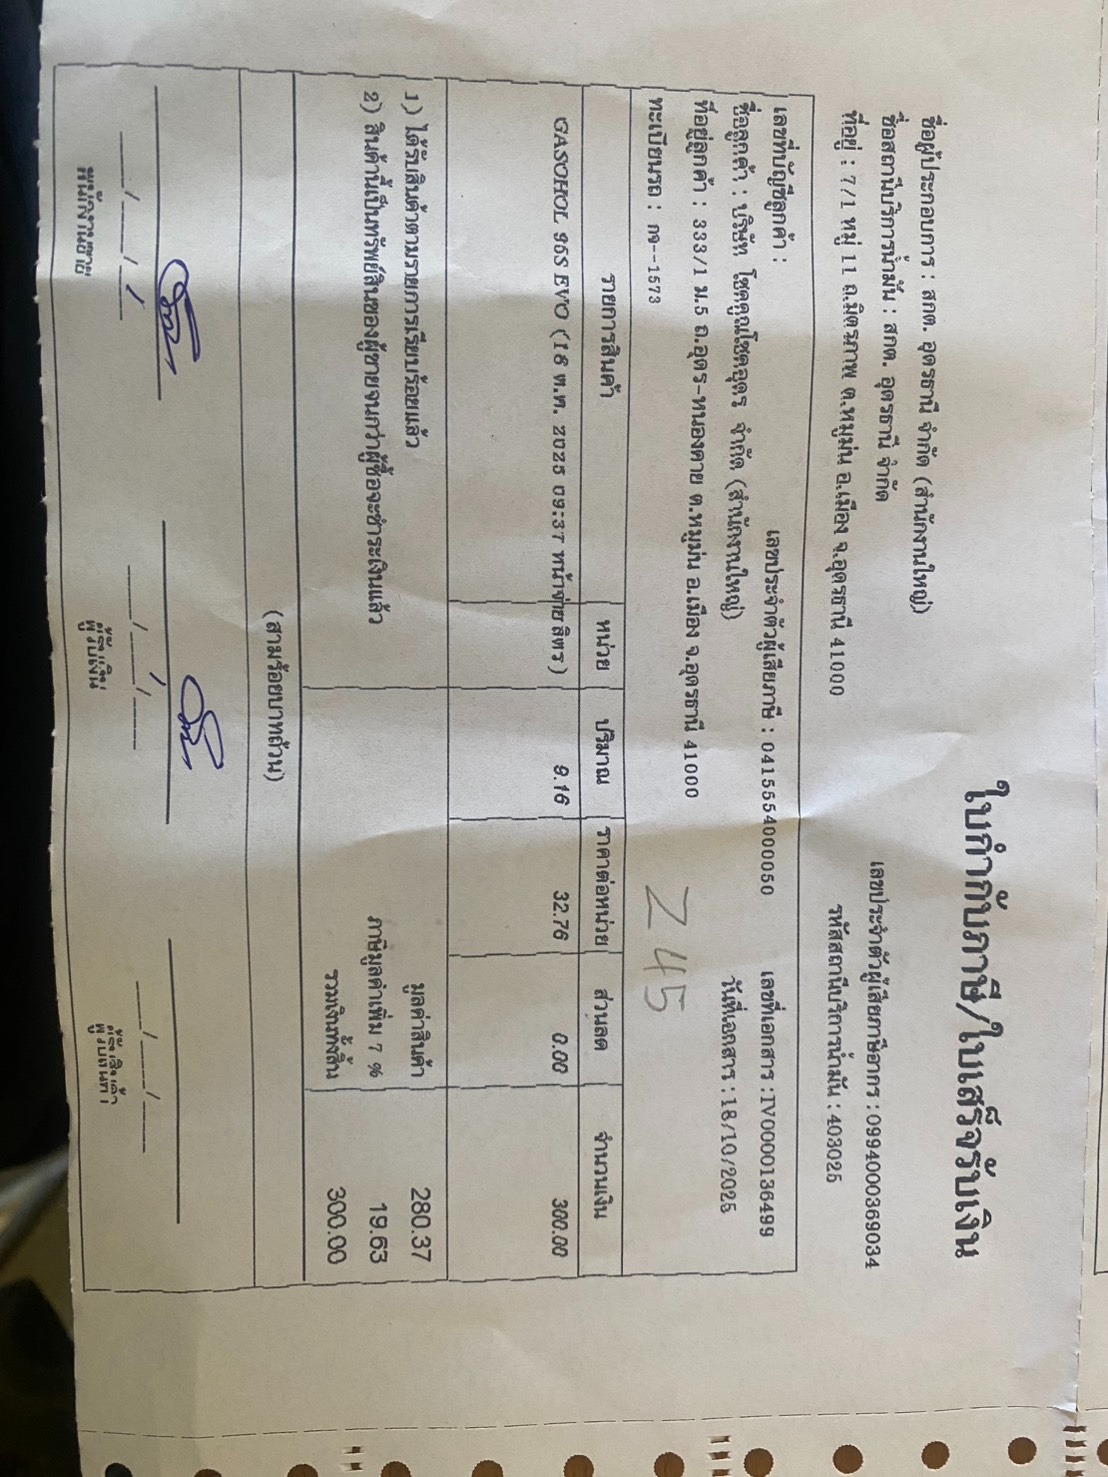 ใบกำกับภาษี/ใบเสร็จรับเงิน
ชื่อผู้ประกอบการ : สกต. อุดรธานี จำกัด (สำนักงานใหญ่)
เลขประจำตัวผู้เสียภาษีอากร : 0994000369034
ชื่อสถานีบริการน้ำมัน : สกต. อุดรธานี จำกัด
รหัสสถานีบริการน้ำมัน : 403025
ที่อยู่ : 7/1 หมู่ 11 ถ.มิตรภาพ ต.หมูม่น อ.เมือง จ.อุดรธานี 41000
เลขที่บัญชีลูกค้า : เลขประจำตัวผู้เสียภาษี : 0415554000050 เลขที่เอกสาร : IV0000136499
ชื่อลูกค้า : บริษัท โชคคูณโชคอุดร จำกัด (สำนักงานใหญ่) วันที่เอกสาร : 18/10/2025
ที่อยู่ลูกค้า : 333/1 ม.5 ถ.อุดร-หนองคาย ต.หมูม่น อ.เมือง จ.อุดรธานี 41000
ทะเบียนรถ : กจ--1573
245
รายการสินค้า หน่วย ปริมาณ ราคาต่อหน่วย ส่วนลด จำนวนเงิน
GASOHOL 95S EVO (18 ต.ค. 2025 09:37 หน้าจ่าย ลิตร) 9.16 32.76 0.00 300.00
1) ได้รับสินค้าตามรายการเรียบร้อยแล้ว มูลค่าสินค้า 280.37
2) สินค้านี้เป็นทรัพย์สินของผู้ขายจนกว่าผู้ซื้อจะชำระเงินแล้ว ภาษีมูลค่าเพิ่ม 7 % 19.63
รวมเงินทั้งสิ้น 300.00
(สามร้อยบาทถ้วน)
___/___/___ ___/___/___ ___/___/___
พนักงานขาย ผู้รับเงิน